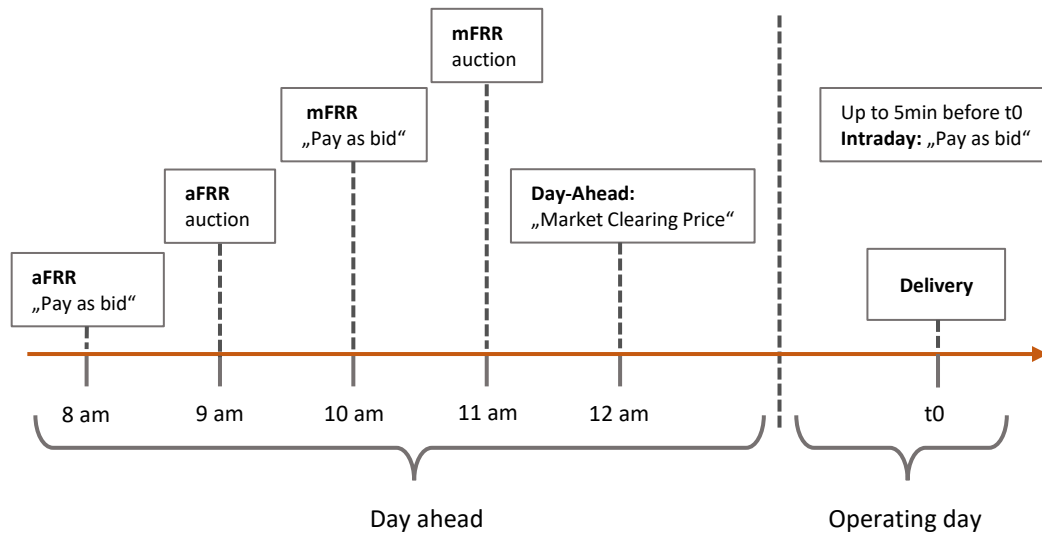 mFRR
auction
mFRR
„Pay as bid“
Up to 5min before t0
Intraday: „Pay as bid“
aFRR
auction
Day-Ahead:
„Market Clearing Price“
aFRR
„Pay as bid“
Delivery
8 am
9 am
10 am
11 am
12 am
t0
Day ahead
Operating day